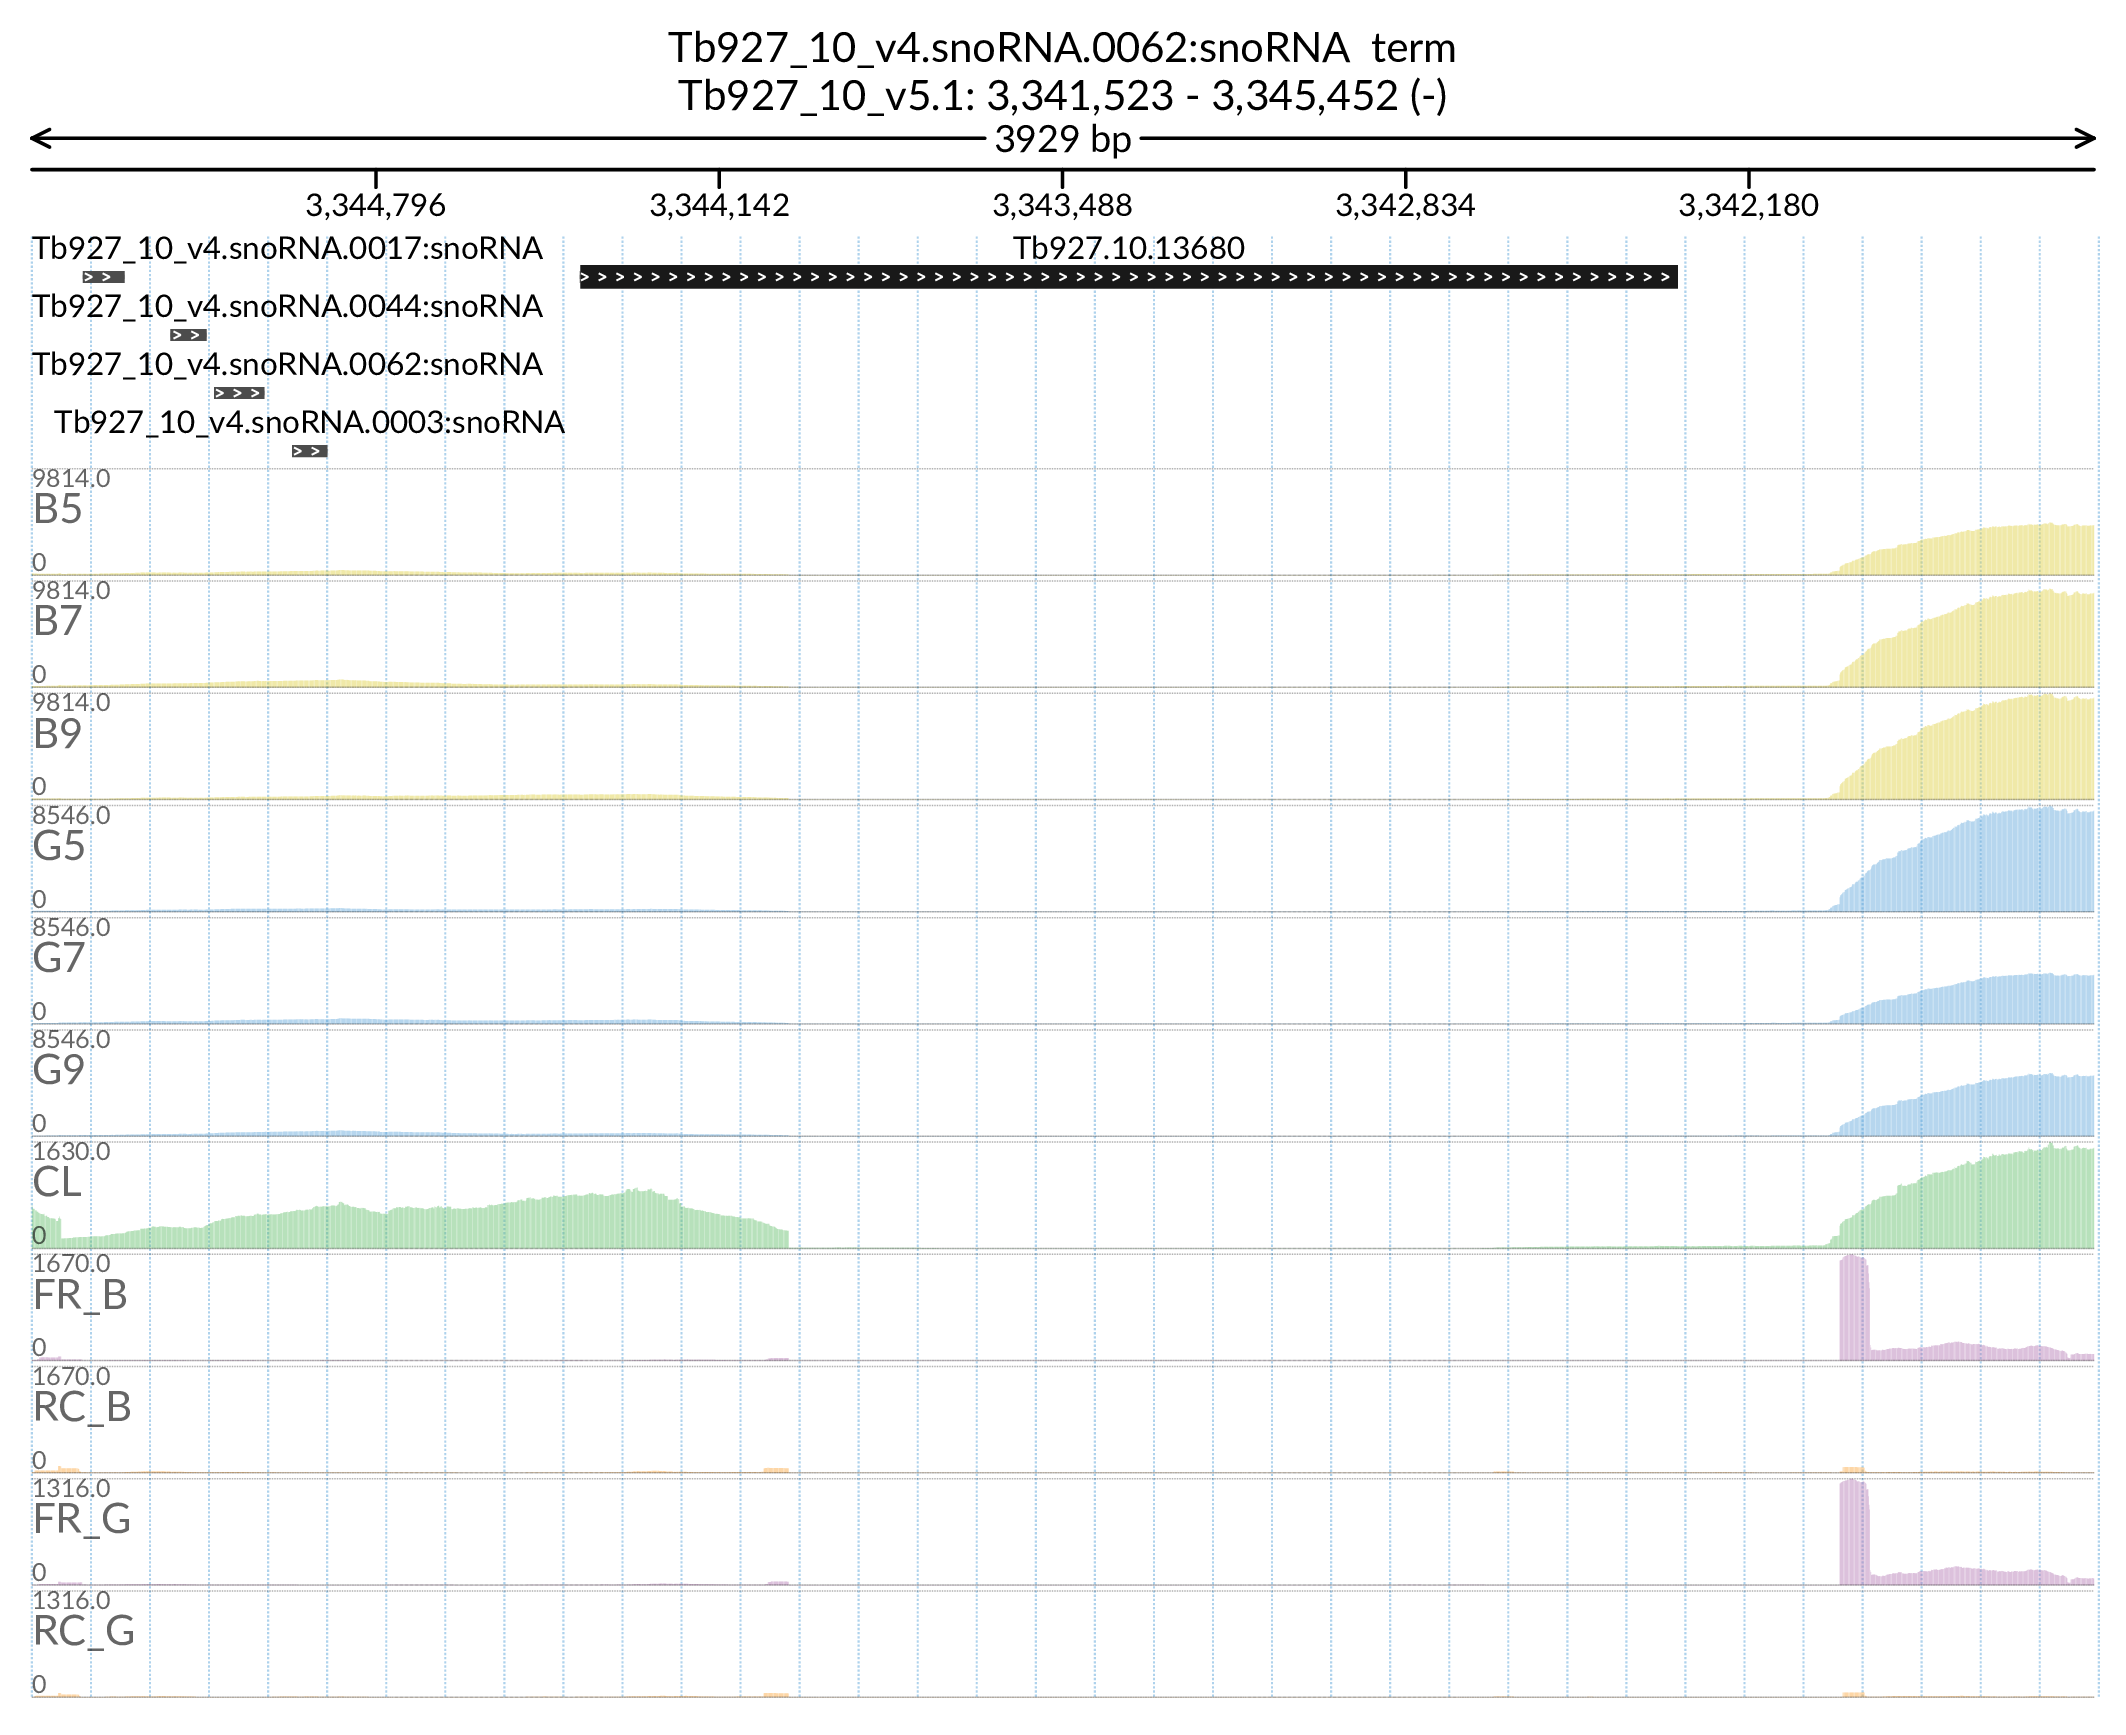 Tb927_10_v4.snoRNA.0062:snoRNA  term
Tb927_10_v5.1: 3,341,523 - 3,345,452 (-)
3929 bp
3,344,796 3,344,142 3,343,488 3,342,834 3,342,180
Tb927_10_v4.snoRNA.0017:snoRNA Tb927.10.13680
Tb927_10_v4.snoRNA.0044:snoRNA
Tb927_10_v4.snoRNA.0062:snoRNA
Tb927_10_v4.snoRNA.0003:snoRNA
9814.0
B5
0
9814.0
B7
0
9814.0
B9
0
8546.0
G5
0
8546.0
G7
0
8546.0
G9
0
1630.0
CL
0
1670.0
FR_B
0
1670.0
RC_B
0
1316.0
FR_G
0
1316.0
RC_G
0